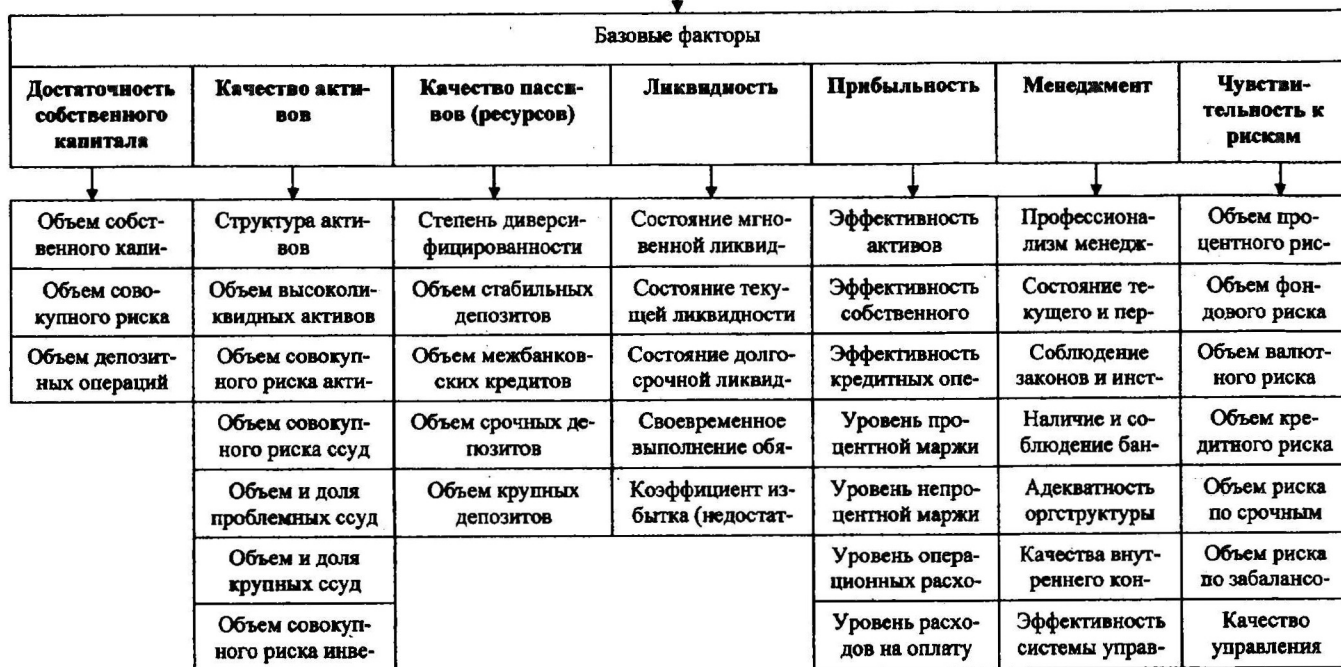 Базовые факторы
Достаточность
собственного
капитала
Качество акти-
вов
Качество пасси-
вов (ресурсов)
Ликвидность
Прибыльность
Менеджмент
Чувстви-
тельность к
рискам
Объем собст-
венного капи-
Структура акти-
вов
Степень диверси-
фицированности
Состояние мгно-
венной ликвид-
Эффективность
активов
Профессиона-
лизм менедж-
Объем про-
центного рис-
Объем сово-
купного риска
Объем высоколи-
квидных активов
Объем стабильных
депозитов
Состояние теку-
щей ликвидности
Эффективность
собственного
Состояние те-
кущего и пер-
Объем фон-
дового риска
Объем депозит-
ных операций
Объем совокуп-
ного риска акти-
Объем межбанков-
ских кредитов
Состояние долго-
срочной ликвид-
Эффективность
кредитных опе-
Соблюдение
законов и инст-
Объем валют-
ного риска
Объем совокуп-
ного риска ссуд
Объем срочных де-
позитов
Своевременное
выполнение обя-
Уровень про-
центной маржи
Наличие и со-
блюдение бан-
Объем кре-
дитного риска
Объем и доля
проблемных ссуд
Объем крупных
депозитов
Коэффициент из-
бытка (недостат-
Уровень непро-
центной маржи
Адекватность
оргструктуры
Объем риска
по срочным
Объем и доля
крупных ссуд
Уровень опера-
ционных расхо-
Качества внут-
реннего кон-
Объем риска
по забалансо-
Объем совокуп-
ного риска инве-
Уровень расхо-
дов на оплату
Эффективность
системы управ-
Качество
управления